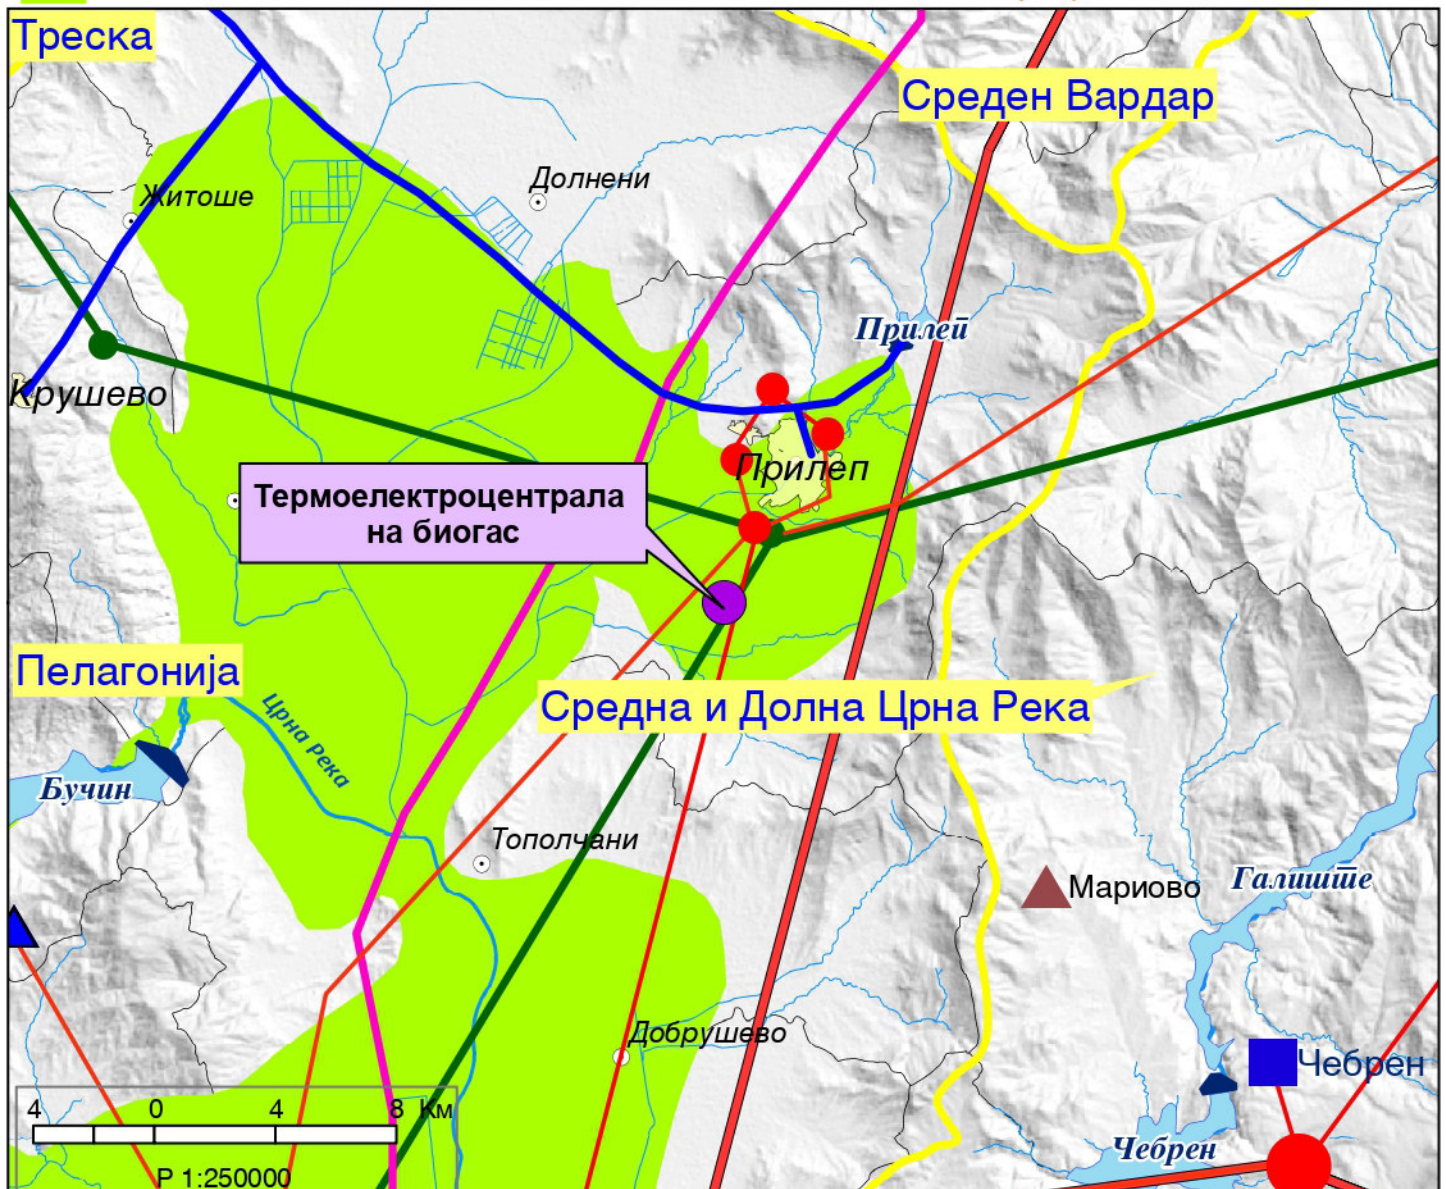 Треска
Среден Вардар
Долнени
Житоше
Прилеп
Крушево
Прилеп
Термоелектроцентрала
на биогас
Пелагонија
Средна и Долна Црна Река
Црна река
Бучин
Тополчани
Мариово
Галиште
Добрушево
Чебрен
4 0 4 8 Км
Чебрен
Р 1:250000